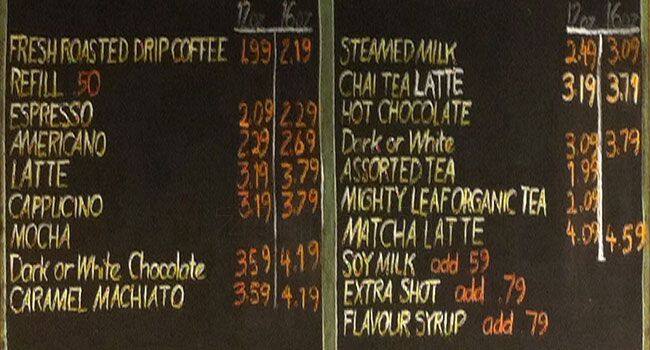 12oz 16oz
FRESH ROASTED DRIP COFFEE 1.99 2.19
REFILL .50
ESPRESSO 2.09 2.29
AMERICANO 2.29 2.69
LATTE 3.19 3.79
CAPPUCINO 3.19 3.79
MOCHA
Dark or White Chocolate 3.59 4.19
CARAMEL MACHIATO 3.59 4.19
12oz 16oz
STEAMED MILK 2.49 3.09
CHAI TEA LATTE 3.19 3.79
HOT CHOCOLATE
Dark or White 3.09 3.79
ASSORTED TEA 1.99
MIGHTY LEAF ORGANIC TEA 2.09
MATCHA LATTE 4.09 4.59
SOY MILK add 59
EXTRA SHOT add .79
FLAVOUR SYRUP add 79